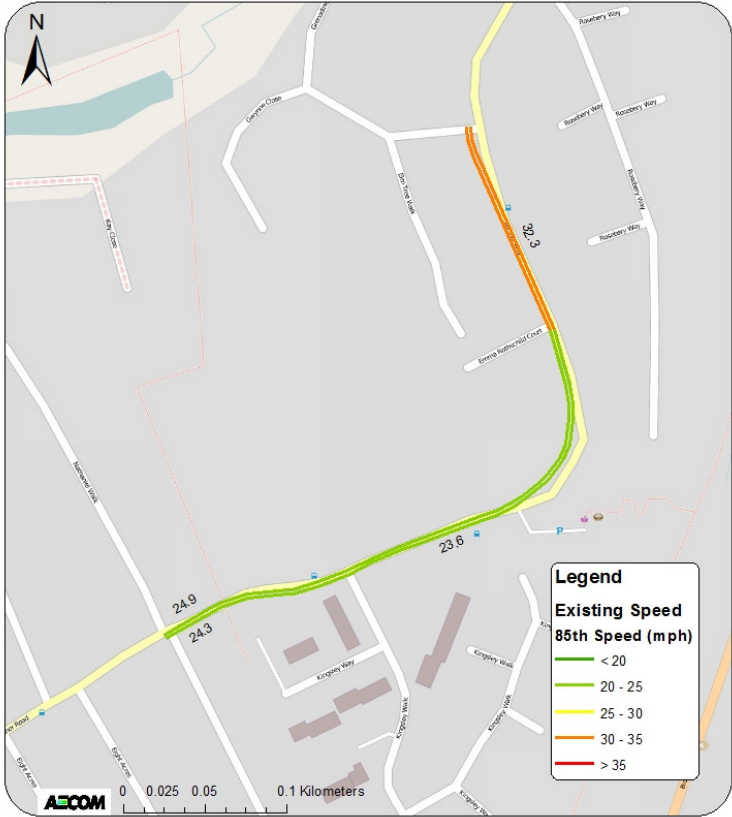 N
Rosebery Way
Gwynne Close
Rosebery Way
Rosebery Way
Elm Tree Walk
Rosebery Way
Kay Close
32.3
Rosebery Way
Emma Rothschild Court
Nathaniel Walk
P
23.6
24.9
24.3
Kingsley Way
Kingsley Walk
Kingsley Walk
Kingsley Walk
Eight Acres
Eight Acres
Legend
Existing Speed
85th Speed (mph)
< 20
20 - 25
25 - 30
30 - 35
> 35
AECOM
0 0.025 0.05 0.1 Kilometers